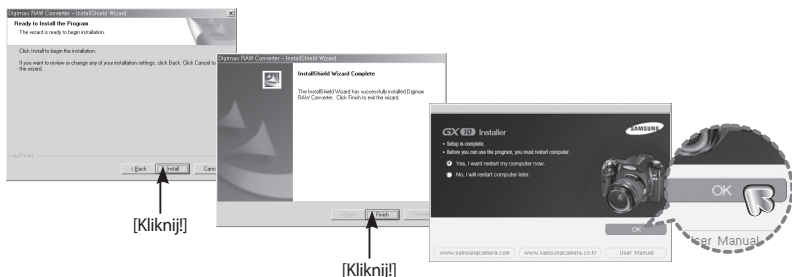 Digimax RAW Converter - InstallShield Wizard
Ready to Install the Program
The wizard is ready to begin installation.
Click Install to begin the installation.
If you want to review or change any of your installation settings, click Back. Click Cancel to
the wizard.
InstallShield
< Back
Install
Canc
[Kliknij!]
Digimax RAW Converter - InstallShield Wizard
InstallShield Wizard Complete
The InstallShield Wizard has successfully installed Digimax
RAW Converter. Click Finish to exit the wizard.
< Back
Finish
Cancel
[Kliknij!]
GX 10 Installer
SAMSUNG
• Setup is complete.
• Before you can use the program, you must restart computer.
Yes, I want restart my computer now.
No, I will restart computer later.
OK
www.samsungcamera.com
www.samsungcamera.co.kr
User Manual
OK
User Manual